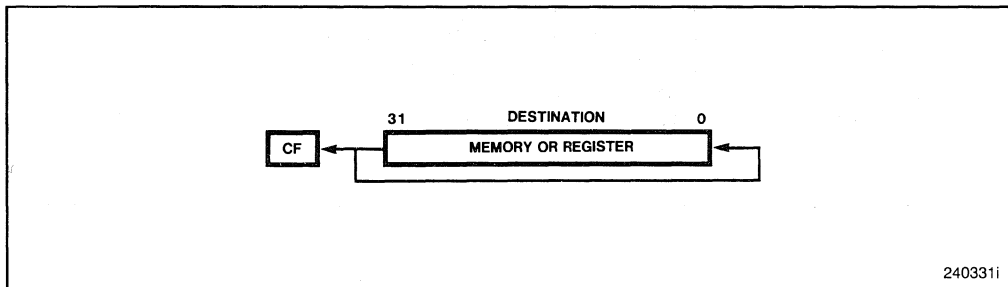 31 DESTINATION 0
CF MEMORY OR REGISTER
240331i